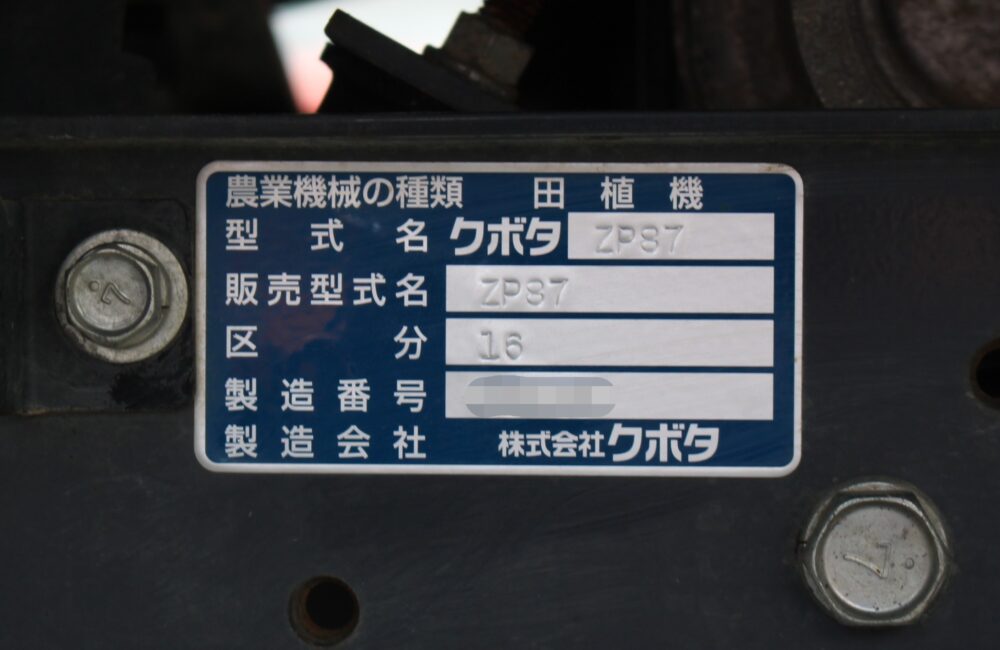 農業機械の種類 田植機
型式名 クボタ ZP87
販売型式名 ZP87
区分 16
製造番号
製造会社 株式会社クボタ
7
7